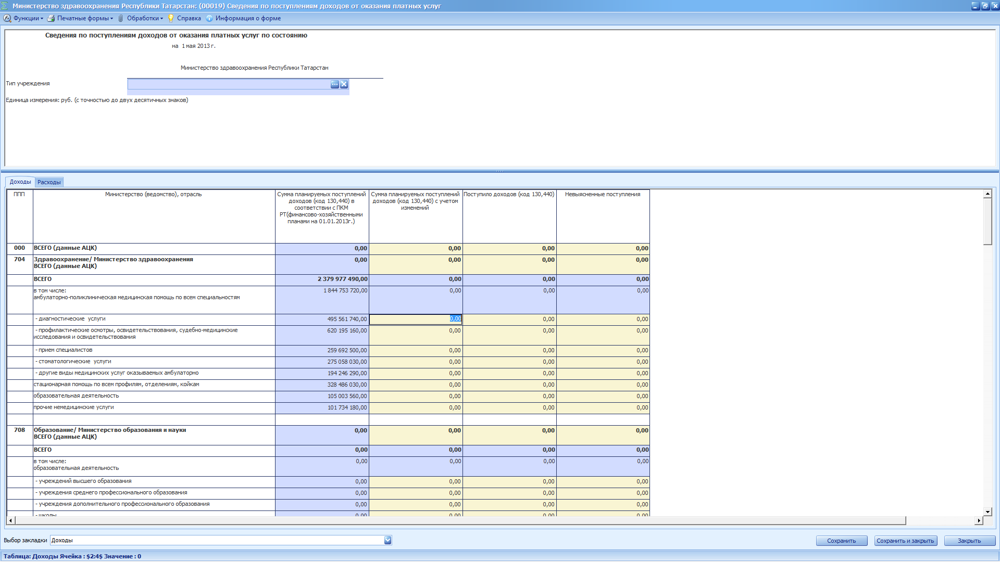 Министерство здравоохранения Республики Татарстан: (00019) Сведения по поступлениям доходов от оказания платных услуг
Функции Печатные формы Обработки Справка Информация о форме
Сведения по поступлениям доходов от оказания платных услуг по состоянию
на 1 мая 2013 г.
Министерство здравоохранения Республики Татарстан
Тип учреждения
Единица измерения: руб. (с точностью до двух десятичных знаков)
Доходы Расходы
ППП
Министерство (ведомство), отрасль
Сумма планируемых поступлений
доходов (код 130,440) в
соответствии с ПКМ
РТ(финансово-хозяйственными
планами на 01.01.2013г.)
Сумма планируемых поступлений
доходов (код 130,440) с учетом
изменений
Поступило доходов (код 130,440)
Невыясненные поступления
000 ВСЕГО (данные АЦК) 0,00 0,00 0,00 0,00
704 Здравоохранение/ Министерство здравоохранения 0,00 0,00 0,00 0,00
ВСЕГО (данные АЦК)
ВСЕГО 2 379 977 490,00 0,00 0,00 0,00
в том числе: 1 844 753 720,00 0,00 0,00 0,00
амбулаторно-поликлиническая медицинская помощь по всем специальностям
- диагностические услуги 495 561 740,00 0,00 0,00 0,00
- профилактические осмотры, освидетельствования, судебно-медицинские 620 195 160,00 0,00 0,00 0,00
исследования и освидетельствования
- прием специалистов 259 692 500,00 0,00 0,00 0,00
- стоматологические услуги 275 058 030,00 0,00 0,00 0,00
- другие виды медицинских услуг оказываемых амбулаторно 194 246 290,00 0,00 0,00 0,00
стационарная помощь по всем профилям, отделениям, койкам 328 486 030,00 0,00 0,00 0,00
образовательная деятельность 105 003 560,00 0,00 0,00 0,00
прочие немедицинские услуги 101 734 180,00 0,00 0,00 0,00
708 Образование/ Министерство образования и науки 0,00 0,00 0,00 0,00
ВСЕГО (данные АЦК)
ВСЕГО 0,00 0,00 0,00 0,00
в том числе: 0,00 0,00 0,00 0,00
образовательная деятельность
- учреждений высшего образования 0,00 0,00 0,00 0,00
- учреждения среднего профессионального образования 0,00 0,00 0,00 0,00
- учреждения дополнительного профессионального образования 0,00 0,00 0,00 0,00
- школы 0,00 0,00 0,00 0,00
Выбор закладки Доходы
Сохранить Сохранить и закрыть Закрыть
Таблица: Доходы Ячейка : $2:4$ Значение : 0